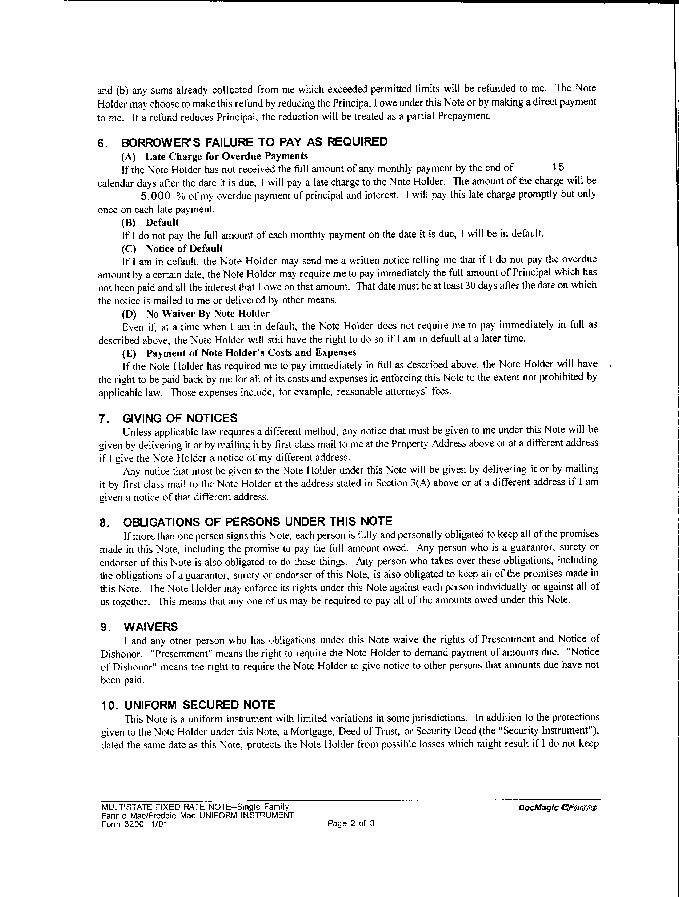 and (b) any sums already collected from me which exceeded permitted limits will be refunded to me. The Note
Holder may choose to make this refund by reducing the Principal I owe under this Note or by making a direct payment
to me. If a refund reduces Principal, the reduction will be treated as a partial Prepayment.
6. BORROWER'S FAILURE TO PAY AS REQUIRED
(A) Late Charge for Overdue Payments
If the Note Holder has not received the full amount of any monthly payment by the end of 15
calendar days after the date it is due, I will pay a late charge to the Note Holder. The amount of the charge will be
5.000 % of my overdue payment of principal and interest. I will pay this late charge promptly but only
once on each late payment.
(B) Default
If I do not pay the full amount of each monthly payment on the date it is due, I will be in default.
(C) Notice of Default
If I am in default, the Note Holder may send me a written notice telling me that if I do not pay the overdue
amount by a certain date, the Note Holder may require me to pay immediately the full amount of Principal which has
not been paid and all the interest that I owe on that amount. That date must be at least 30 days after the date on which
the notice is mailed to me or delivered by other means.
(D) No Waiver By Note Holder
Even if, at a time when I am in default, the Note Holder does not require me to pay immediately in full as
described above, the Note Holder will still have the right to do so if I am in default at a later time.
(E) Payment of Note Holder's Costs and Expenses
If the Note Holder has required me to pay immediately in full as described above, the Note Holder will have
the right to be paid back by me for all of its costs and expenses in enforcing this Note to the extent not prohibited by
applicable law. Those expenses include, for example, reasonable attorneys' fees.
7. GIVING OF NOTICES
Unless applicable law requires a different method, any notice that must be given to me under this Note will be
given by delivering it or by mailing it by first class mail to me at the Property Address above or at a different address
if I give the Note Holder a notice of my different address.
Any notice that must be given to the Note Holder under this Note will be given by delivering it or by mailing
it by first class mail to the Note Holder at the address stated in Section 3(A) above or at a different address if I am
given a notice of that different address.
8. OBLIGATIONS OF PERSONS UNDER THIS NOTE
If more than one person signs this Note, each person is fully and personally obligated to keep all of the promises
made in this Note, including the promise to pay the full amount owed. Any person who is a guarantor, surety or
endorser of this Note is also obligated to do these things. Any person who takes over these obligations, including
the obligations of a guarantor, surety or endorser of this Note, is also obligated to keep all of the promises made in
this Note. The Note Holder may enforce its rights under this Note against each person individually or against all of
us together. This means that any one of us may be required to pay all of the amounts owed under this Note.
9. WAIVERS
I and any other person who has obligations under this Note waive the rights of Presentment and Notice of
Dishonor. "Presentment" means the right to require the Note Holder to demand payment of amounts due. "Notice
of Dishonor" means the right to require the Note Holder to give notice to other persons that amounts due have not
been paid.
10. UNIFORM SECURED NOTE
This Note is a uniform instrument with limited variations in some jurisdictions. In addition to the protections
given to the Note Holder under this Note, a Mortgage, Deed of Trust, or Security Deed (the "Security Instrument"),
dated the same date as this Note, protects the Note Holder from possible losses which might result if I do not keep
MULTISTATE FIXED RATE NOTE--Single Family
Fannie Mae/Freddie Mac UNIFORM INSTRUMENT
Form 3200 1/01
Page 2 of 3
DocMagic